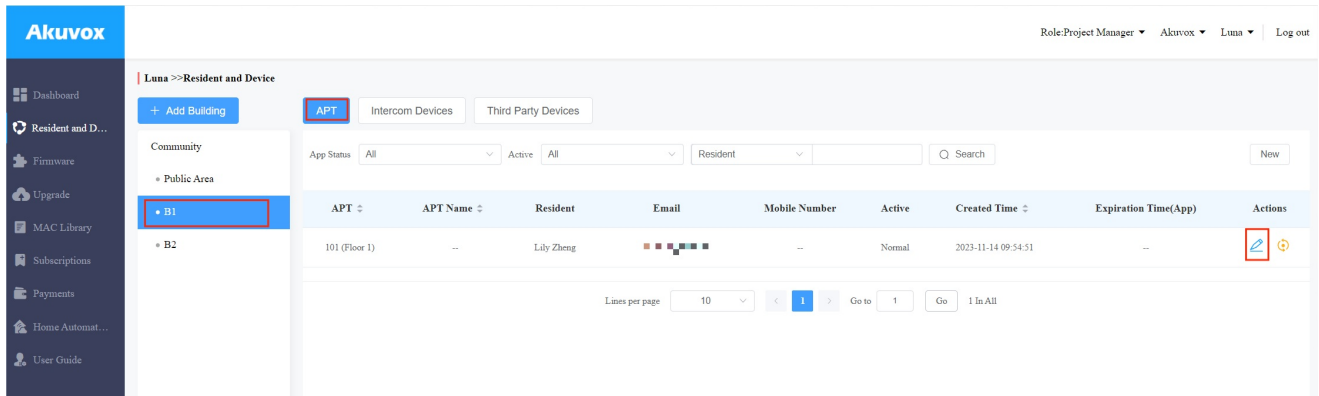 Akuvox
Role:Project Manager Akuvox Luna Log out
Luna >>Resident and Device
Dashboard
Resident and D...
Firmware
Upgrade
MAC Library
Subscriptions
Payments
Home Automat...
User Guide
+ Add Building
Community
Public Area
B1
B2
APT Intercom Devices Third Party Devices
App Status All Active All Resident Search New
APT APT Name Resident Email Mobile Number Active Created Time Expiration Time(App) Actions
101 (Floor 1) -- Lily Zheng -- Normal 2023-11-14 09:54:51 --
Lines per page 10 < 1 > Go to 1 Go 1 In All